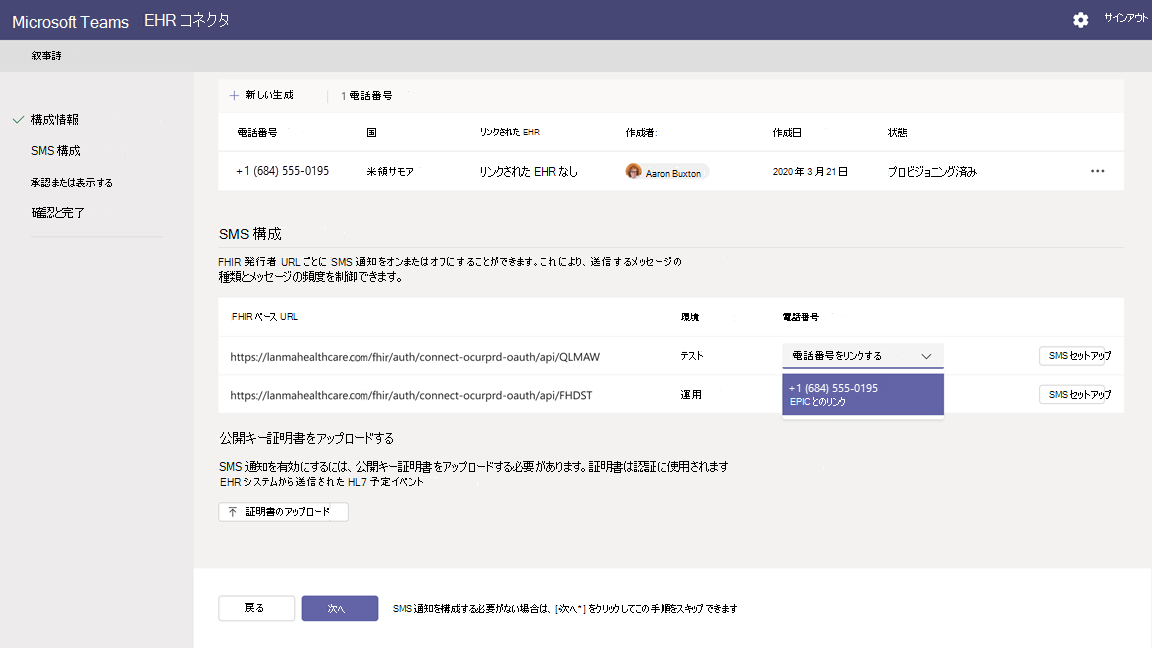 Microsoft Teams EHR コネクタ サインアウト
叙事詩
構成情報
SMS 構成
承認または表示する
確認と完了
新しい生成 1 電話番号
電話番号 国 リンクされた EHR 作成者: 作成日 状態
+1 (684) 555-0195 米領サモア リンクされた EHR なし Aaron Buxton 2020 年 3 月 21 日 プロビジョニング済み
SMS 構成
FHIR 発行者 URL ごとに SMS 通知をオンまたはオフにすることができます。これにより、送信するメッセージの
種類とメッセージの頻度を制御できます。
FHIR ベース URL 環境 電話番号
https://lanmahealthcare.com/fhir/auth/connect-ocurprd-oauth/api/QLMAW テスト 電話番号をリンクする SMS セットアップ
https://lanmahealthcare.com/fhir/auth/connect-ocurprd-oauth/api/FHDST 運用 +1 (684) 555-0195 SMS セットアップ
EPIC とのリンク
公開キー証明書をアップロードする
SMS 通知を有効にするには、公開キー証明書をアップロードする必要があります。証明書は認証に使用されます
EHR システムから送信された HL7 予定イベント
証明書のアップロード
戻る 次へ SMS 通知を構成する必要がない場合は、[次へ*] をクリックしてこの手順をスキップできます